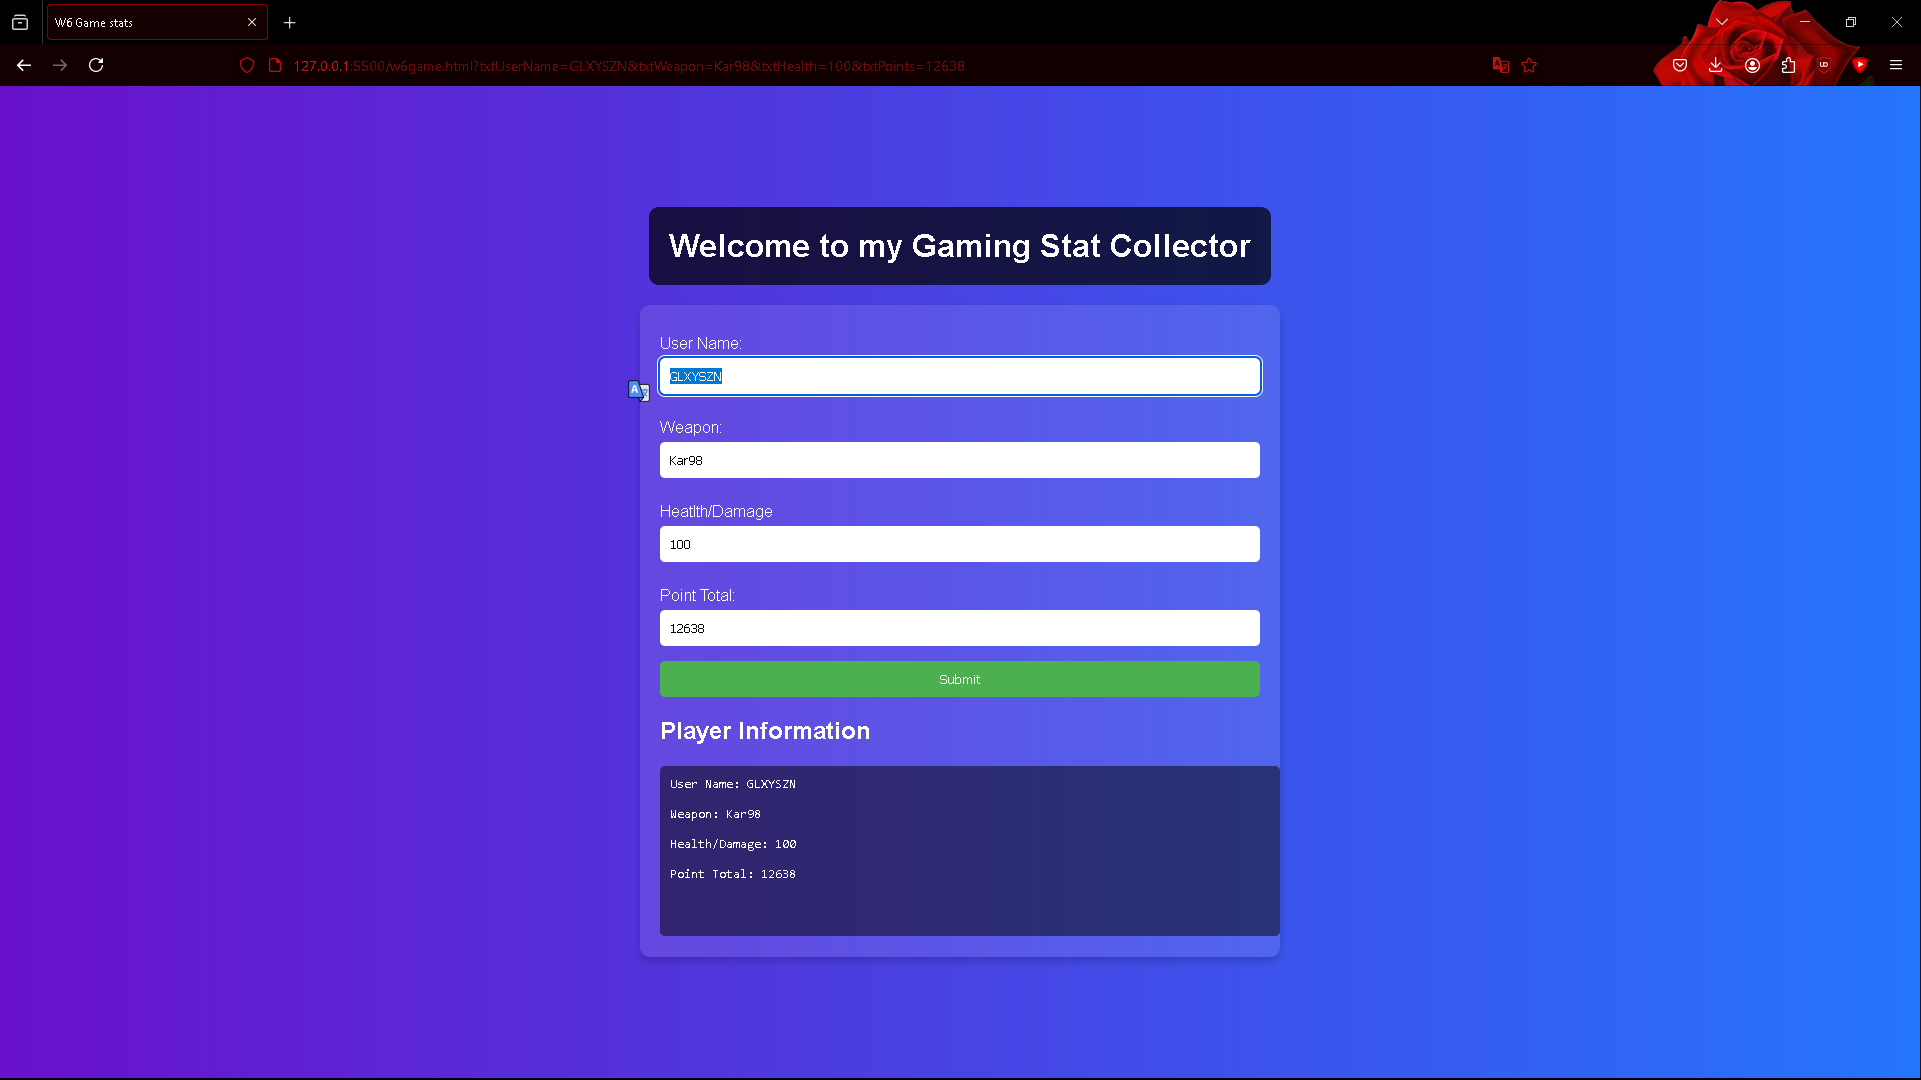 W6 Game stats
127.0.0.1:5500/w6game.html?txtUserName=GLXYSZN&txtWeapon=Kar98&txtHealth=100&txtPoints=12638
Welcome to my Gaming Stat Collector
User Name:
GLXYSZN
Weapon:
Kar98
Heatlth/Damage
100
Point Total:
12638
Submit
Player Information
User Name: GLXYSZN
Weapon: Kar98
Health/Damage: 100
Point Total: 12638